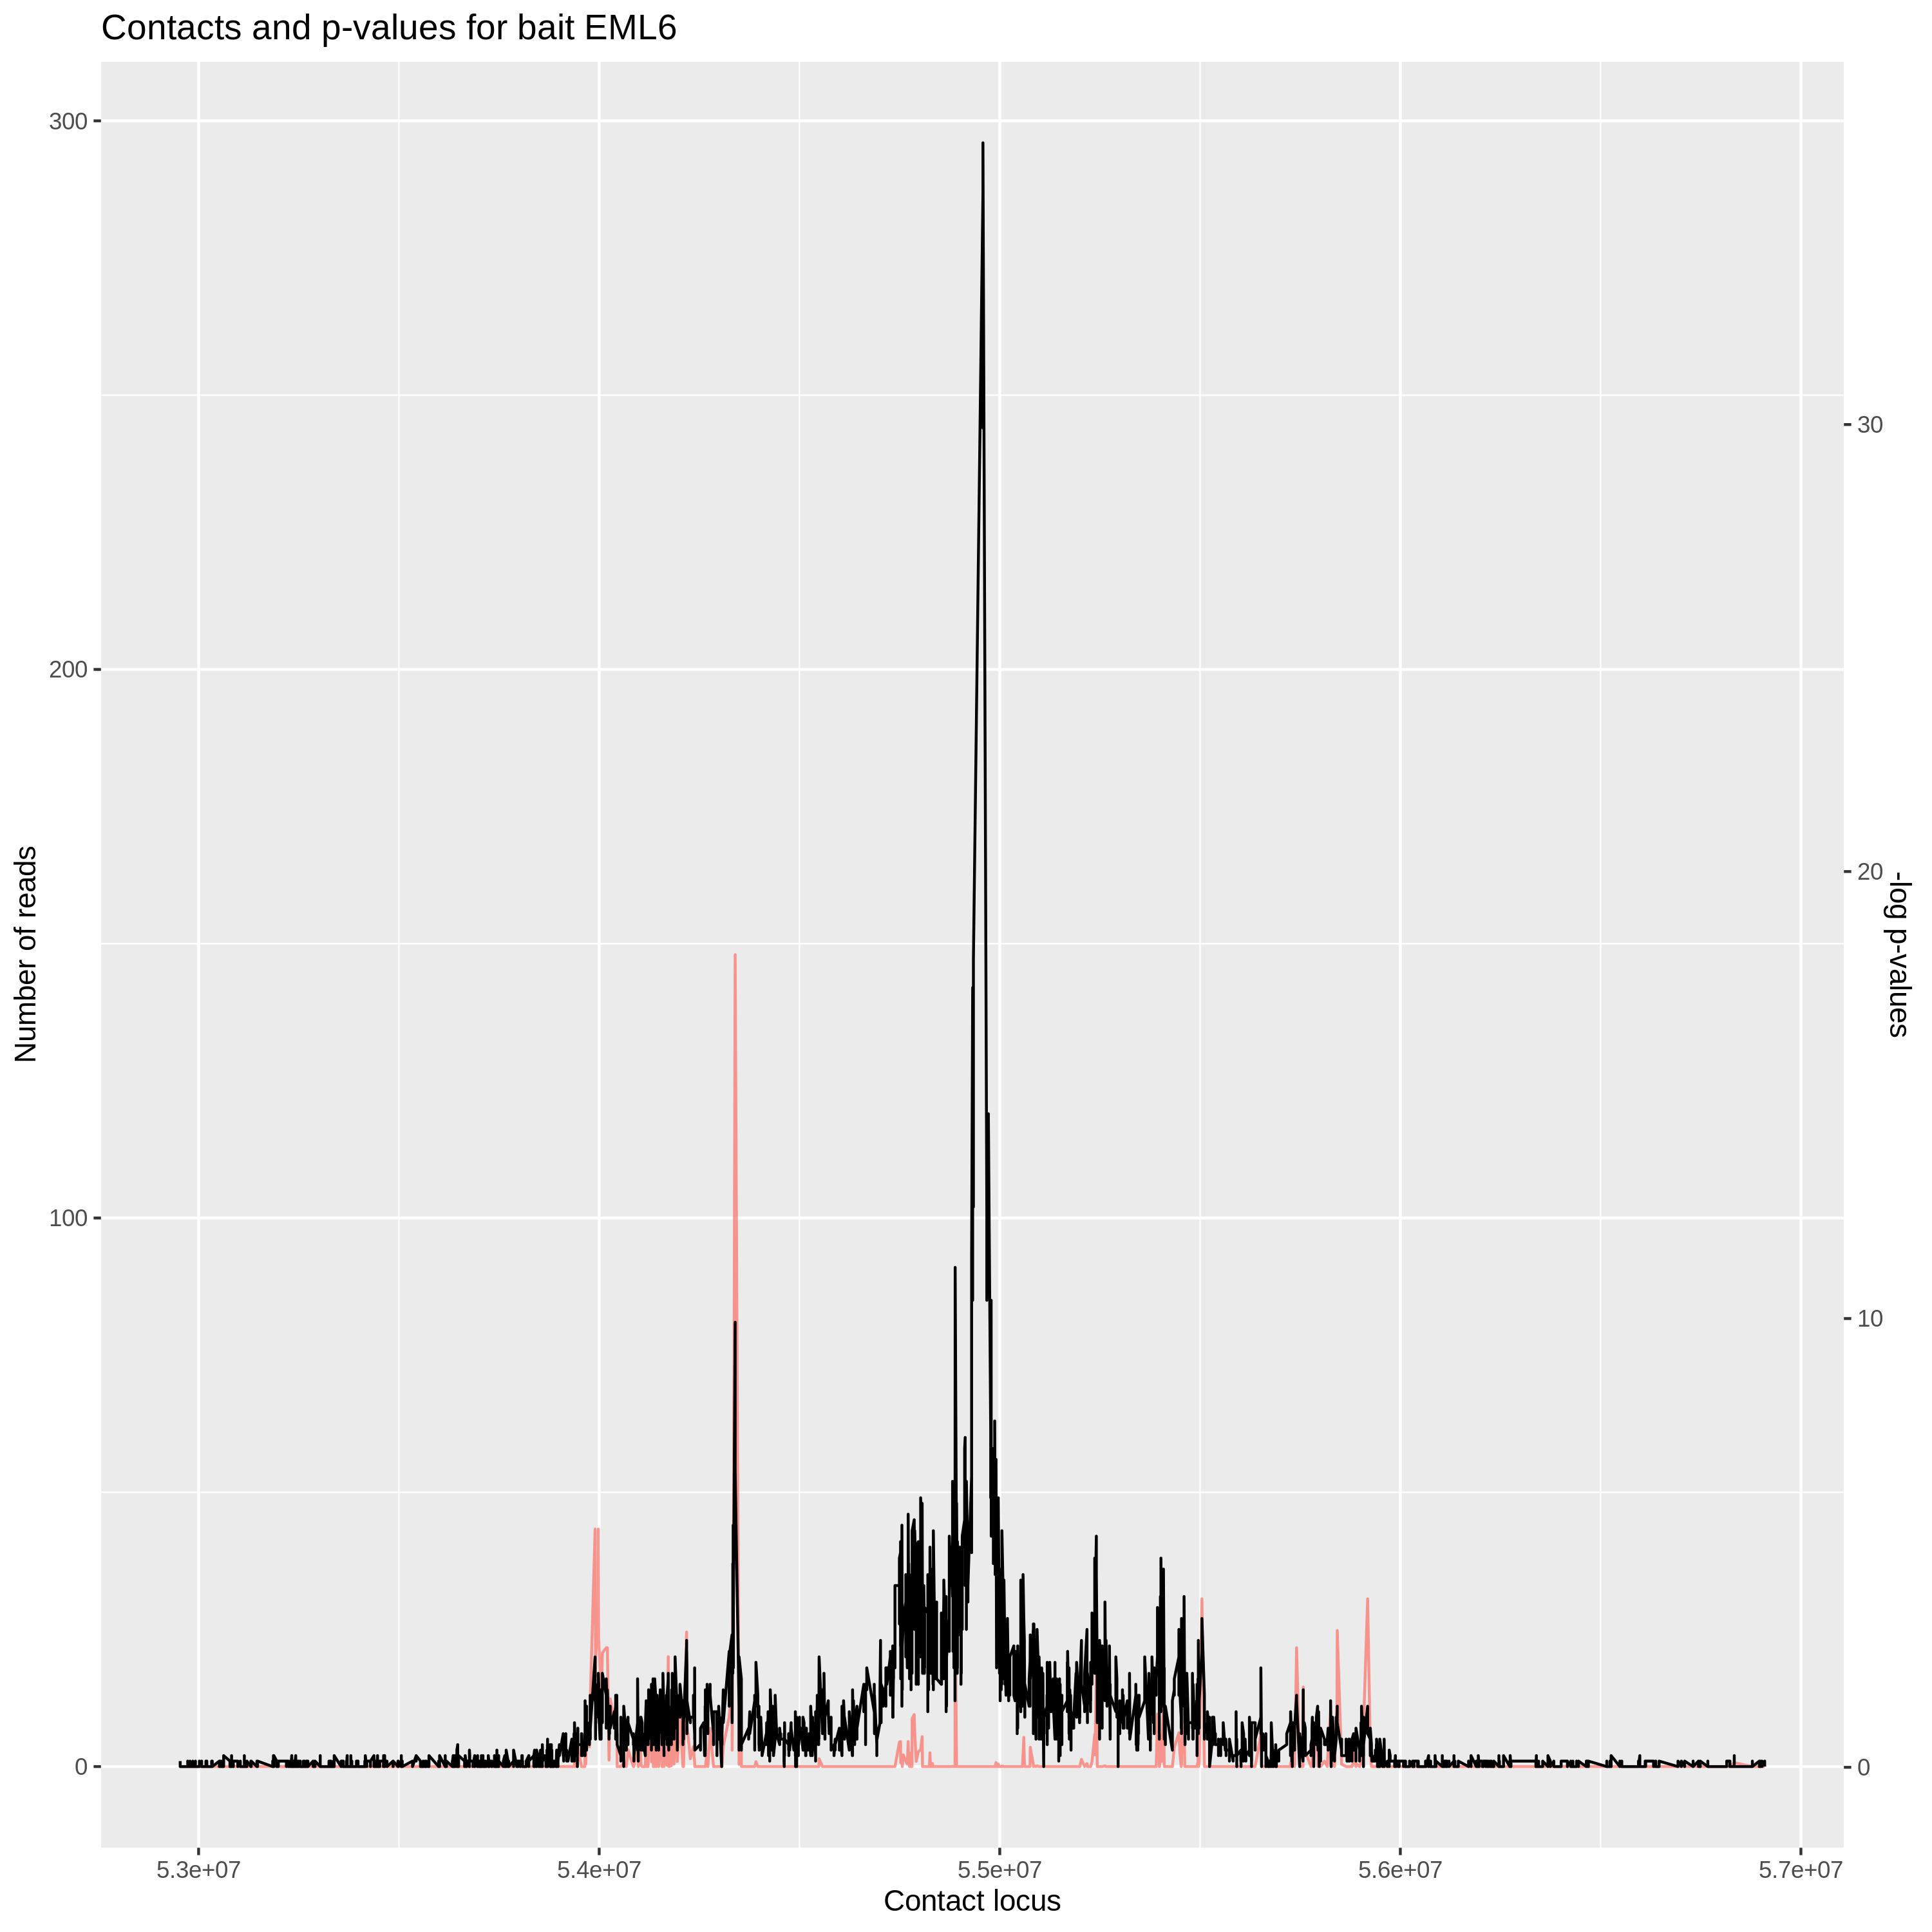 Contacts and p-values for bait EML6
300
200
100
0
Number of reads
30
20
10
0
-log p-values
5.3e+07
5.4e+07
5.5e+07
5.6e+07
5.7e+07
Contact locus